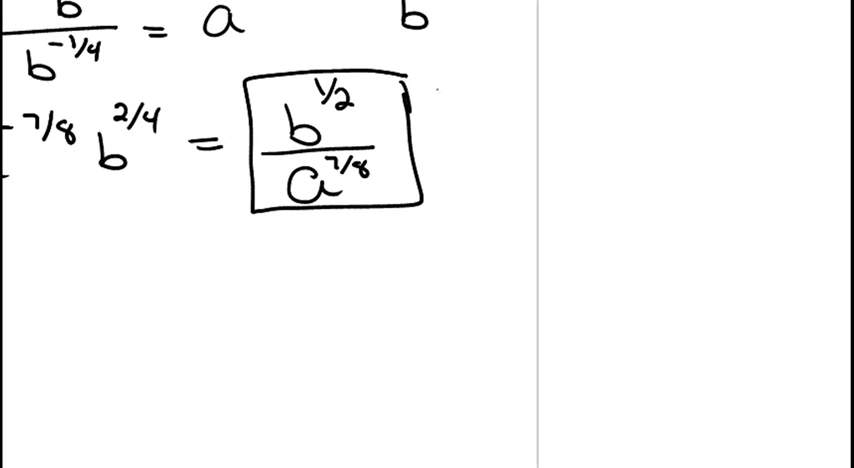 b/b^{-1/4} = a b
-7/8 b^{2/4} = b^{1/2}/a^{7/8}